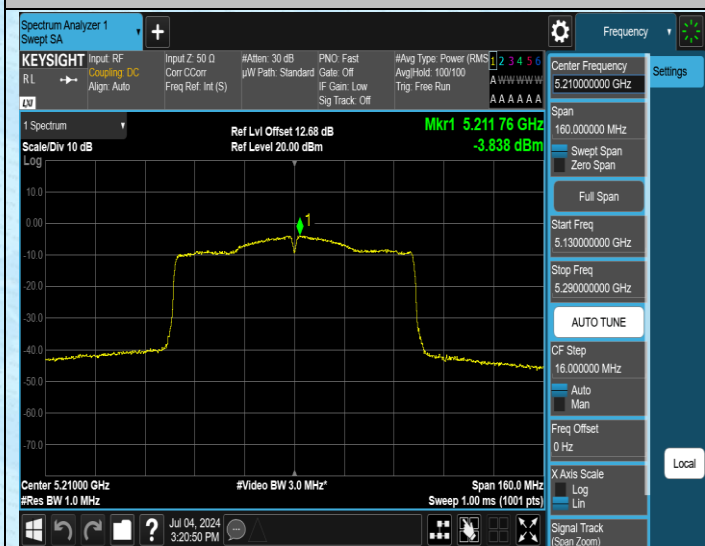 Spectrum Analyzer 1
Swept SA
Frequency
KEYSIGHT
RL
LXI
Input: RF
Coupling: DC
Align: Auto
Input Z: 50 Ω
Corr CCorr
Freq Ref: Int (S)
#Atten: 30 dB
µW Path: Standard
PNO: Fast
Gate: Off
IF Gain: Low
Sig Track: Off
#Avg Type: Power (RMS
Avg|Hold: 100/100
Trig: Free Run
1 2 3 4 5 6
A W W W W W
A A A A A A
1 Spectrum
Scale/Div 10 dB
Ref Lvl Offset 12.68 dB
Ref Level 20.00 dBm
Mkr1 5.211 76 GHz
-3.838 dBm
Log
10.0
0.00
-10.0
-20.0
-30.0
-40.0
-50.0
-60.0
-70.0
1
Center 5.21000 GHz
#Res BW 1.0 MHz
#Video BW 3.0 MHz*
Span 160.0 MHz
Sweep 1.00 ms (1001 pts)
Center Frequency
5.210000000 GHz
Settings
Span
160.000000 MHz
Swept Span
Zero Span
Full Span
Start Freq
5.130000000 GHz
Stop Freq
5.290000000 GHz
AUTO TUNE
CF Step
16.000000 MHz
Auto
Man
Freq Offset
0 Hz
X Axis Scale
Log
Lin
Local
Signal Track
(Span Zoom)
?
Jul 04, 2024
3:20:50 PM